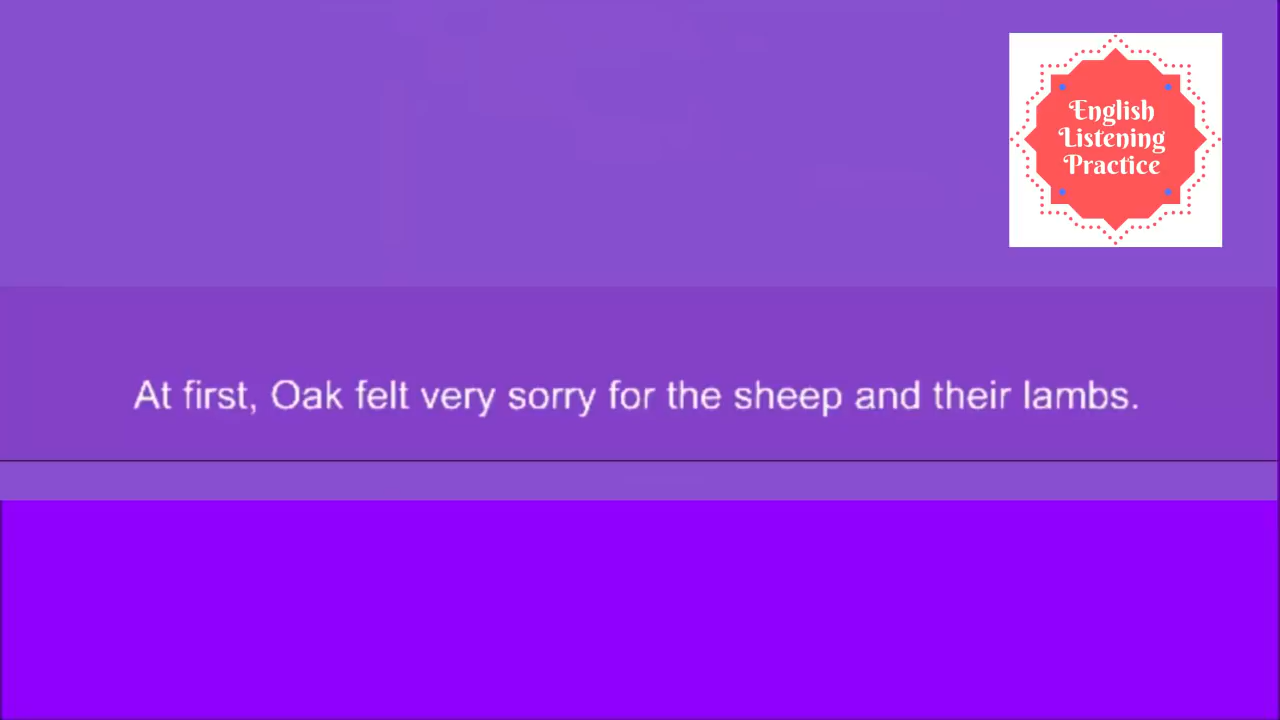 English
Listening
Practice
At first, Oak felt very sorry for the sheep and their lambs.